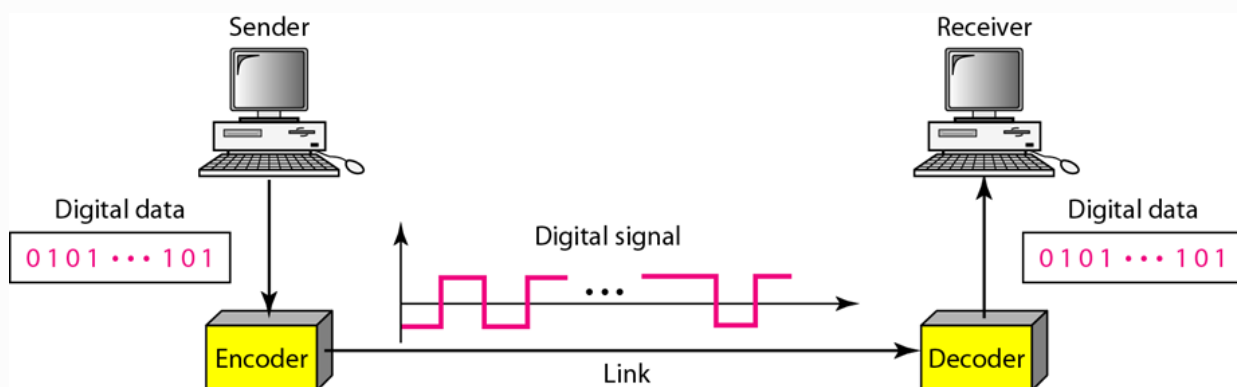 Sender
Receiver
Digital data
0101 ••• 101
Digital signal
•••
Digital data
0101 ••• 101
Encoder
Link
Decoder